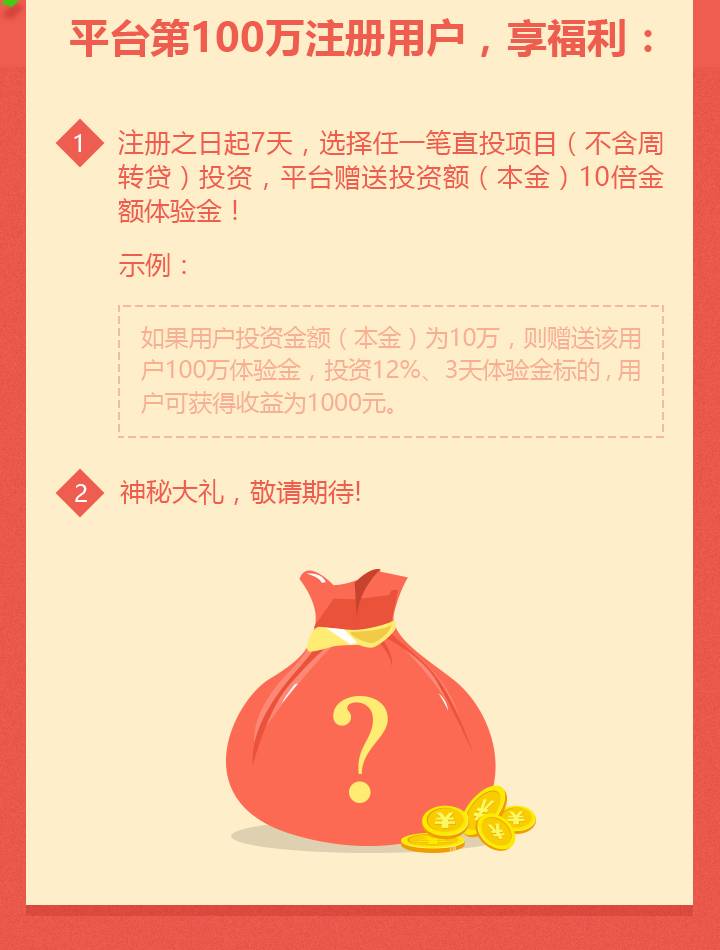 平台第100万注册用户，享福利：
1 注册之日起7天，选择任一笔直投项目（不含周
转贷）投资，平台赠送投资额（本金）10倍金
额体验金！
示例：
如果用户投资金额（本金）为10万，则赠送该用
户100万体验金，投资12%、3天体验金标的，用
户可获得收益为1000元。
2 神秘大礼，敬请期待!
?
¥
¥
¥
¥